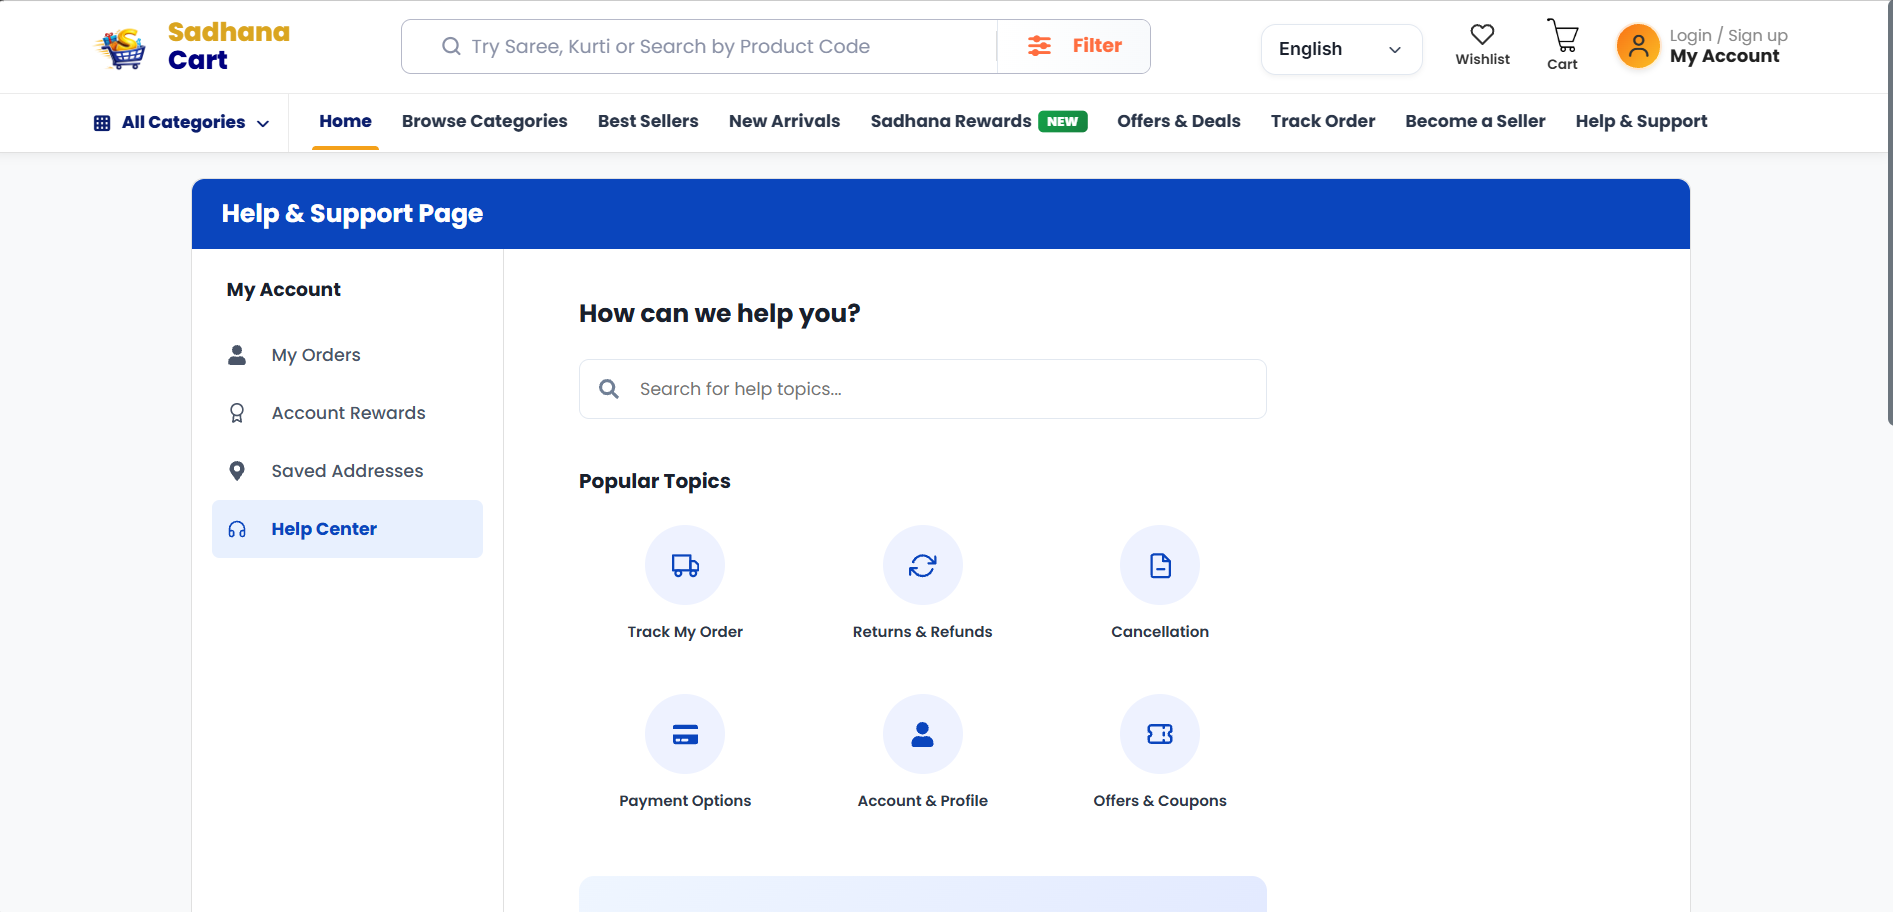 Sadhana
Cart
Try Saree, Kurti or Search by Product Code
Filter
English
Wishlist
Cart
Login / Sign up
My Account
All Categories
Home
Browse Categories
Best Sellers
New Arrivals
Sadhana Rewards NEW
Offers & Deals
Track Order
Become a Seller
Help & Support
Help & Support Page
My Account
My Orders
Account Rewards
Saved Addresses
Help Center
How can we help you?
Search for help topics...
Popular Topics
Track My Order
Returns & Refunds
Cancellation
Payment Options
Account & Profile
Offers & Coupons